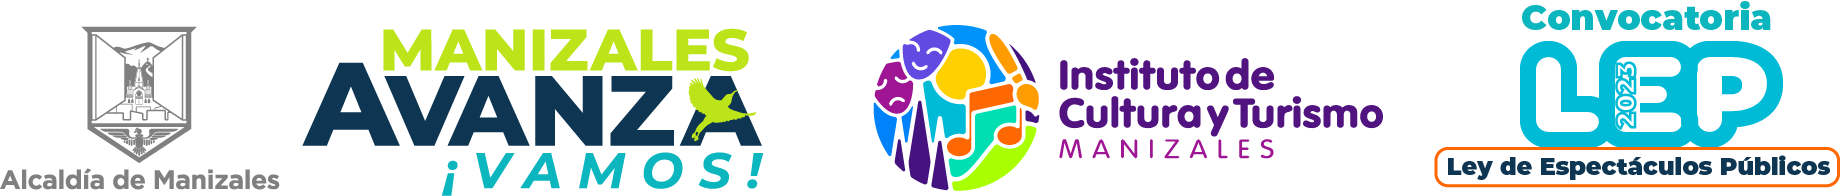 Alcaldía de Manizales
MANIZALES
AVANZA
¡VAMOS!
Instituto de
Cultura y Turismo
MANIZALES
Convocatoria
LEP
2023
Ley de Espectáculos Públicos